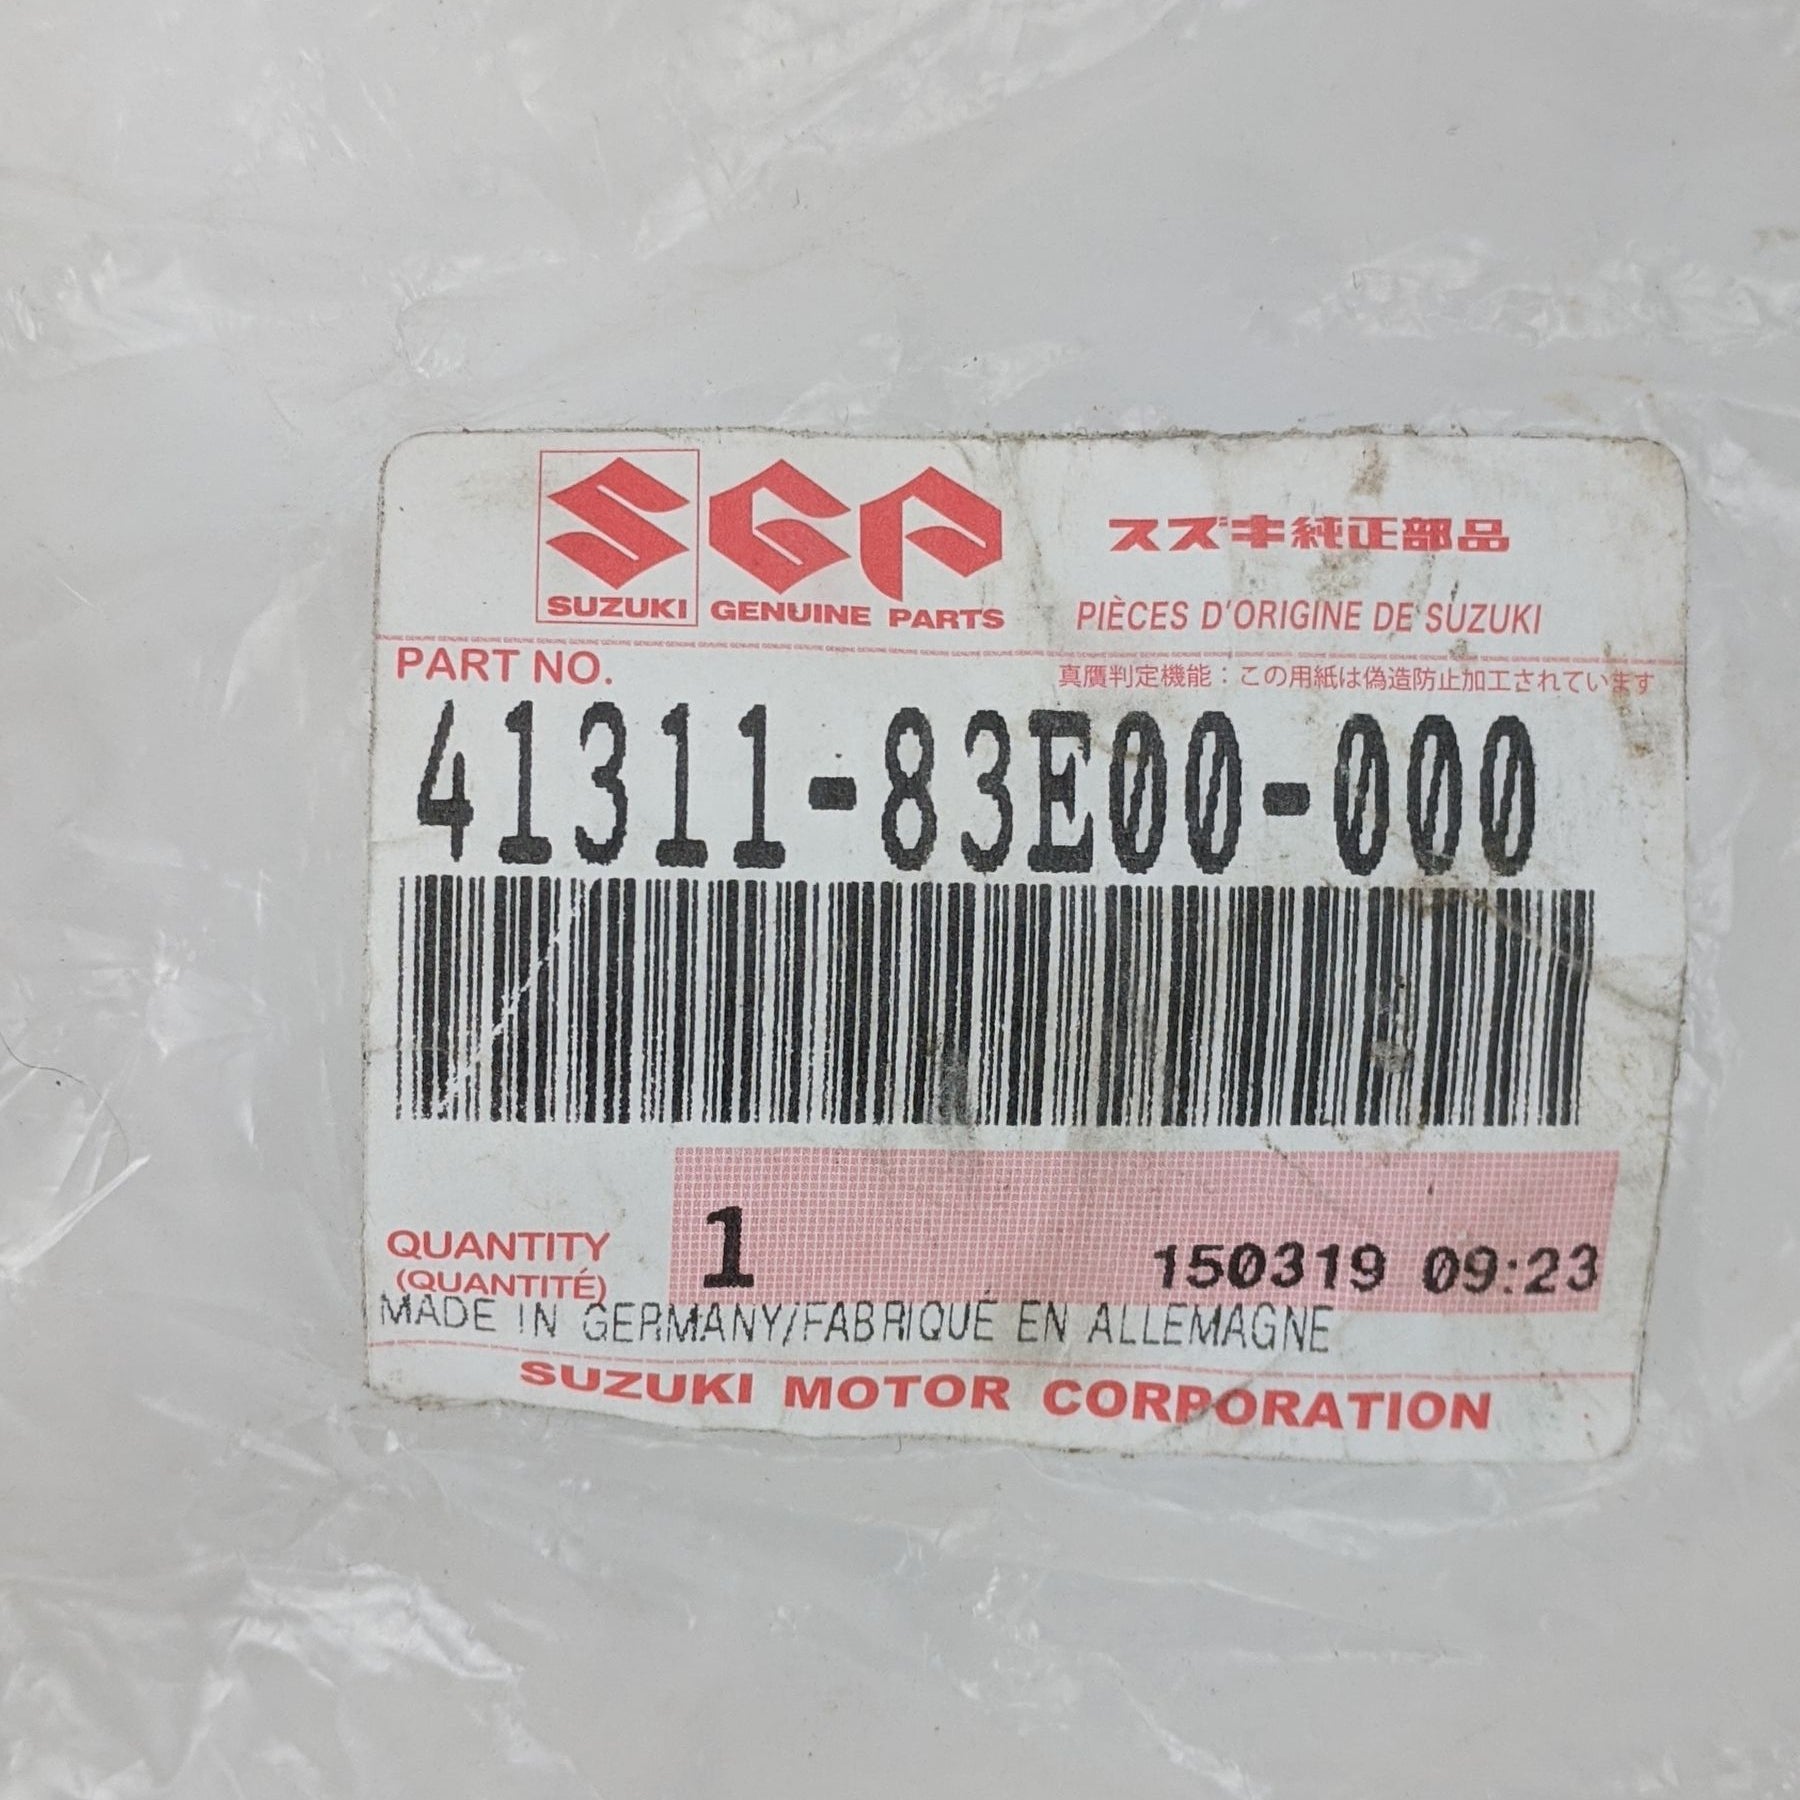 SGP
スズキ純正部品
SUZUKI GENUINE PARTS
PIÈCES D'ORIGINE DE SUZUKI
PART NO.
真贋判定機能：この用紙は偽造防止加工されています
41311-83E00-000
1
150319 09:23
QUANTITY
(QUANTITÉ)
MADE IN GERMANY/FABRIQUÉ EN ALLEMAGNE
SUZUKI MOTOR CORPORATION